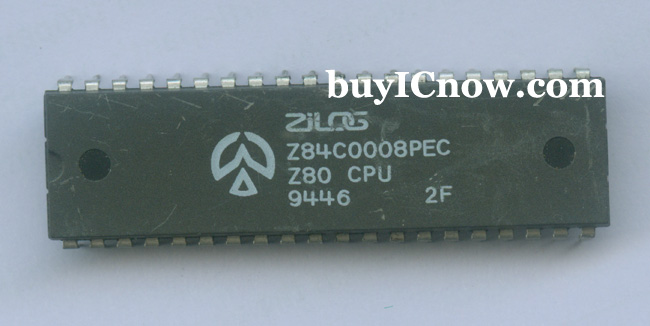 buyICnow.com
ZiLOG
Z84C0008PEC
Z80 CPU
9446 2F